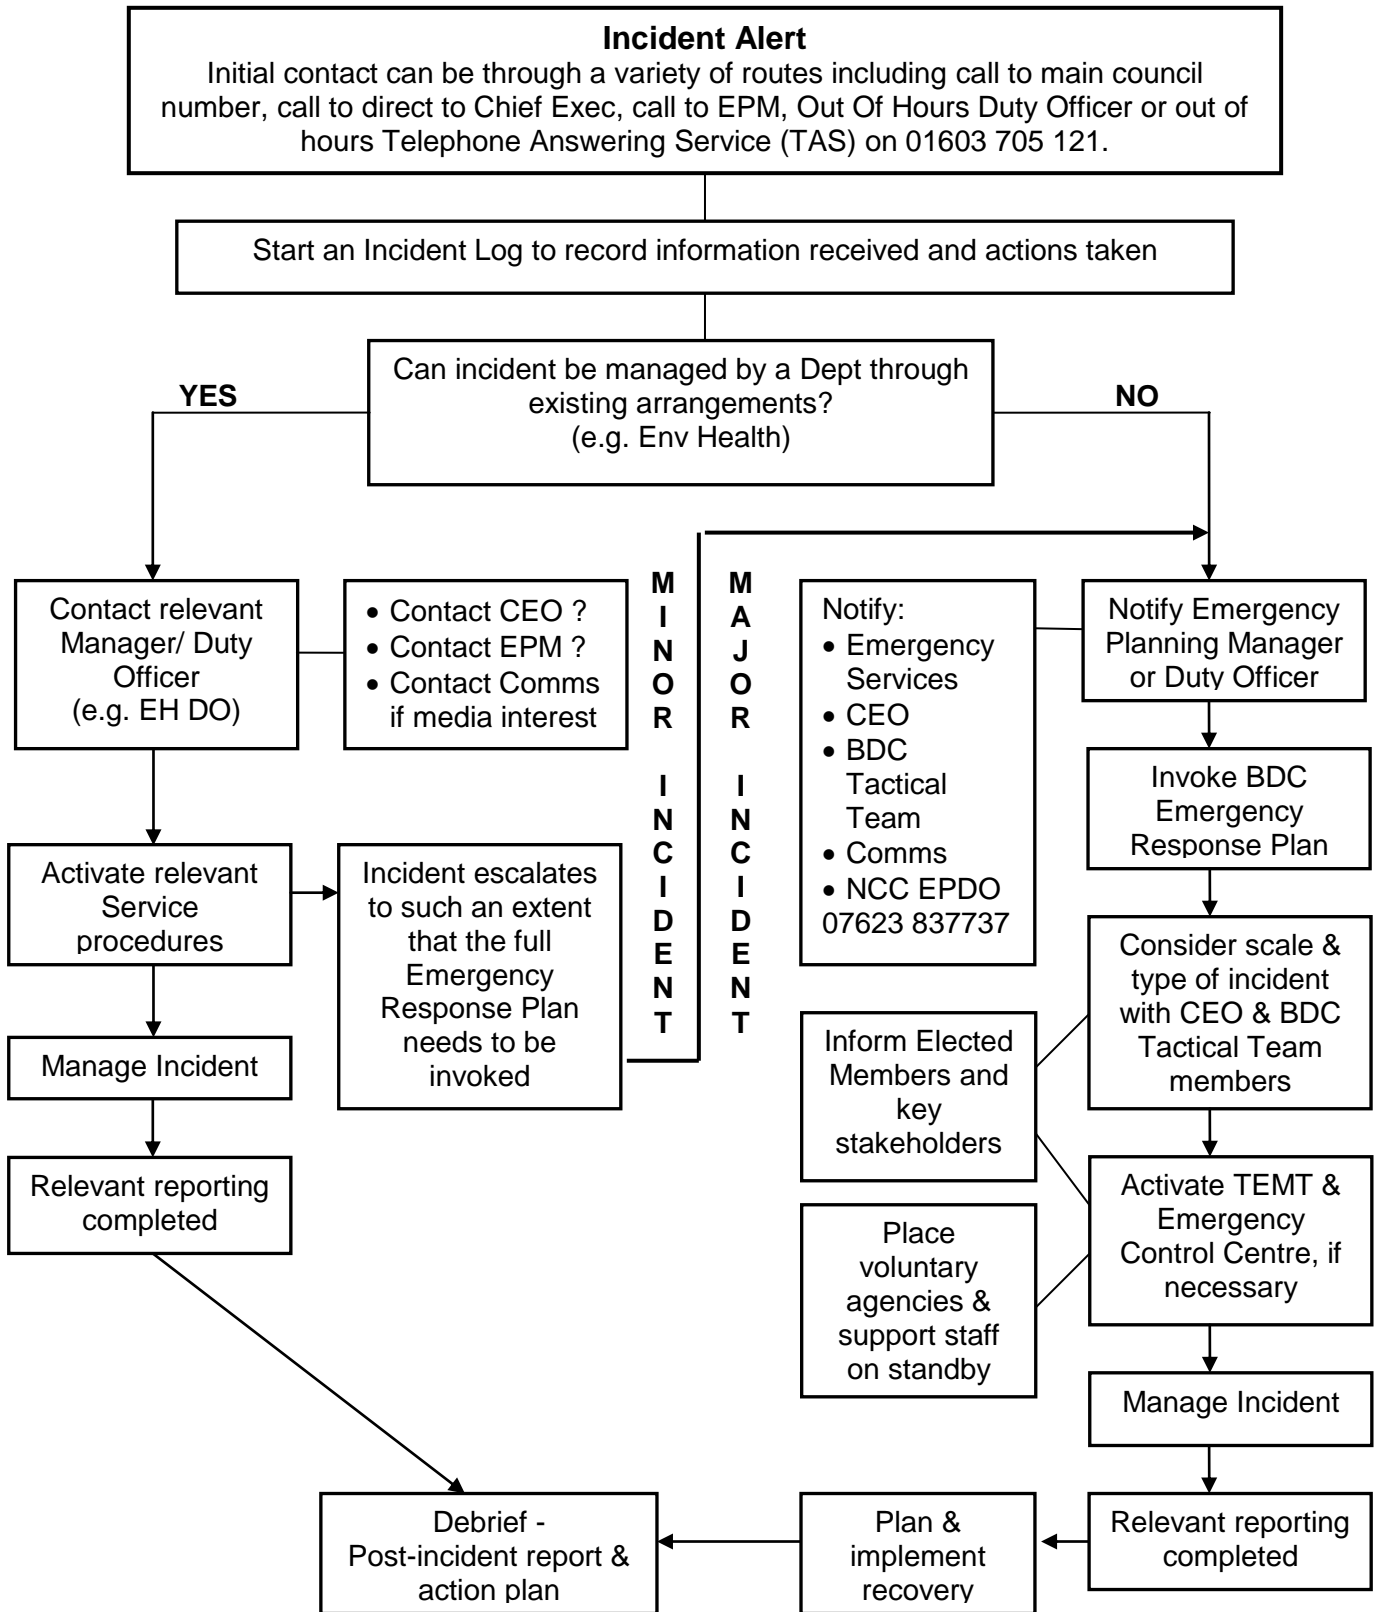 Incident Alert
Initial contact can be through a variety of routes including call to main council
number, call to direct to Chief Exec, call to EPM, Out Of Hours Duty Officer or out of
hours Telephone Answering Service (TAS) on 01603 705 121.
Start an Incident Log to record information received and actions taken
Can incident be managed by a Dept through
existing arrangements?
(e.g. Env Health)
YES
NO
Contact relevant
Manager/ Duty
Officer
(e.g. EH DO)
• Contact CEO ?
• Contact EPM ?
• Contact Comms
if media interest
Activate relevant
Service
procedures
Incident escalates
to such an extent
that the full
Emergency
Response Plan
needs to be
invoked
Manage Incident
Relevant reporting
completed
MINOR INCIDENT
MAJOR INCIDENT
Notify:
• Emergency
Services
• CEO
• BDC
Tactical
Team
• Comms
• NCC EPDO
07623 837737
Notify Emergency
Planning Manager
or Duty Officer
Invoke BDC
Emergency
Response Plan
Consider scale &
type of incident
with CEO & BDC
Tactical Team
members
Inform Elected
Members and
key
stakeholders
Activate TEMT &
Emergency
Control Centre, if
necessary
Place
voluntary
agencies &
support staff
on standby
Manage Incident
Relevant reporting
completed
Plan &
implement
recovery
Debrief -
Post-incident report &
action plan